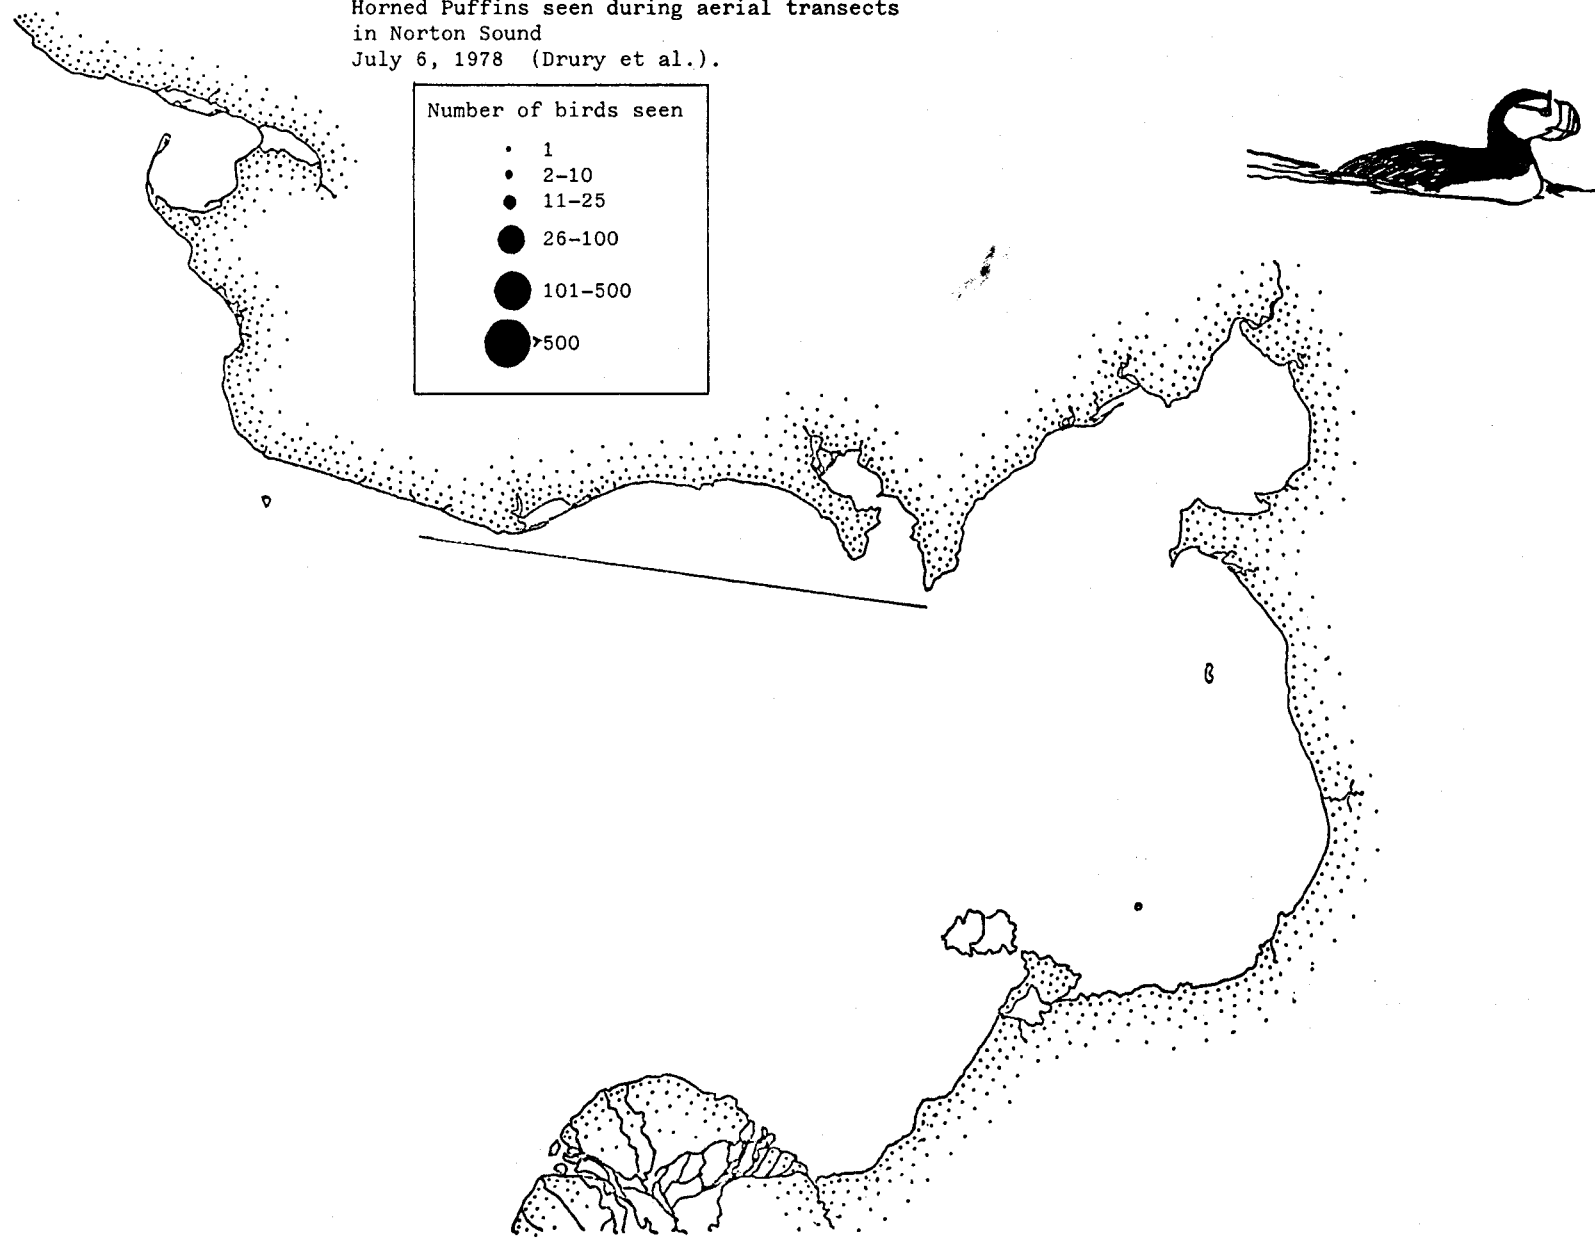 Horned Puffins seen during aerial transects
in Norton Sound
July 6, 1978 (Drury et al.).
Number of birds seen
1
2-10
11-25
26-100
101-500
>500